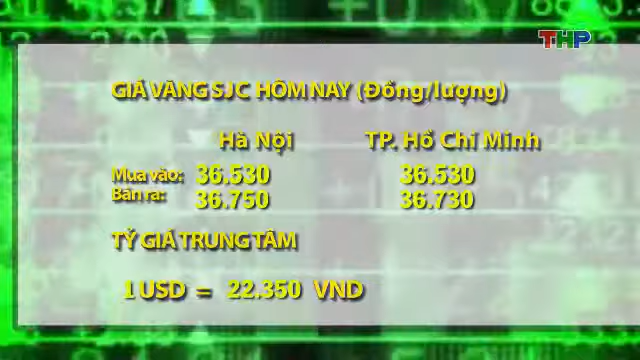 THP
GIÁ VÀNG SJC HÔM NAY (Đồng/lượng)
Hà Nội TP. Hồ Chí Minh
Mua vào: 36.530 36.530
Bán ra: 36.750 36.730
TỶ GIÁ TRUNG TÂM
1 USD = 22.350 VND